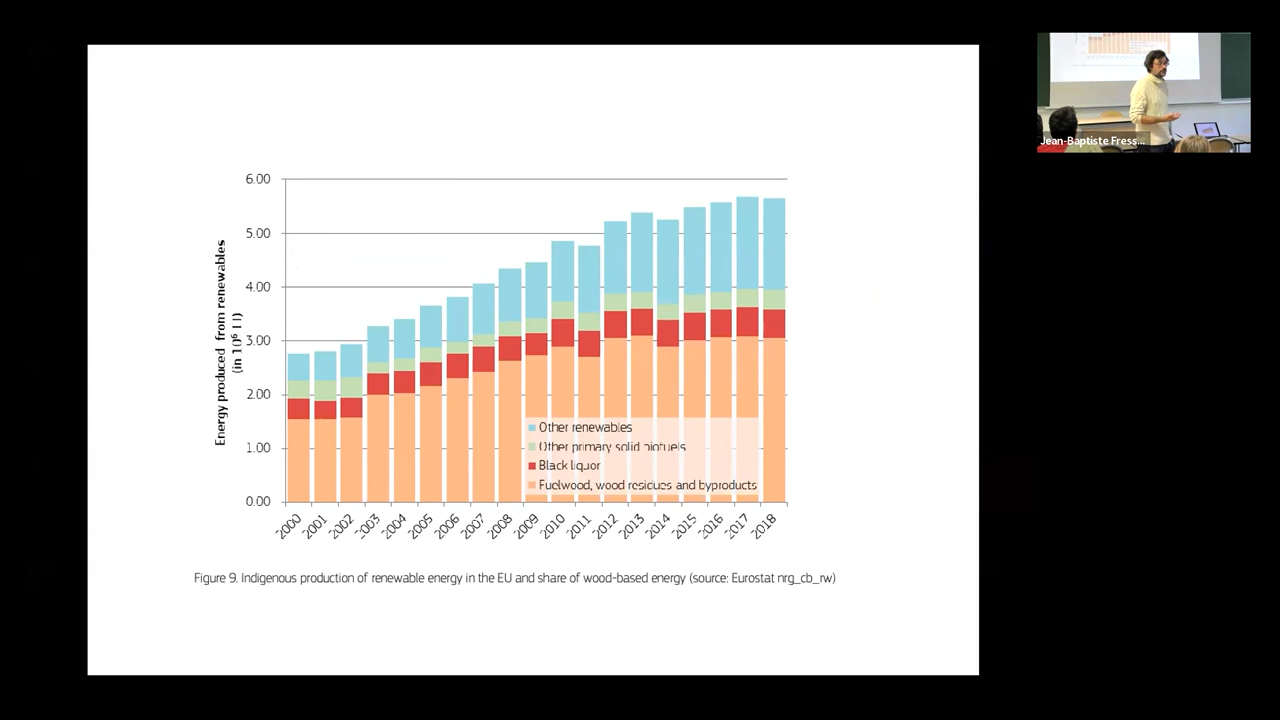 Jean-Baptiste Fress...
6.00
5.00
4.00
3.00
2.00
1.00
0.00
Energy produced from renewables
(in 10⁶ TJ)
Other renewables
Other primary solid biofuels
Black liquor
Fuelwood, wood residues and byproducts
2000 2001 2002 2003 2004 2005 2006 2007 2008 2009 2010 2011 2012 2013 2014 2015 2016 2017 2018
Figure 9. Indigenous production of renewable energy in the EU and share of wood-based energy (source: Eurostat nrg_cb_rw)